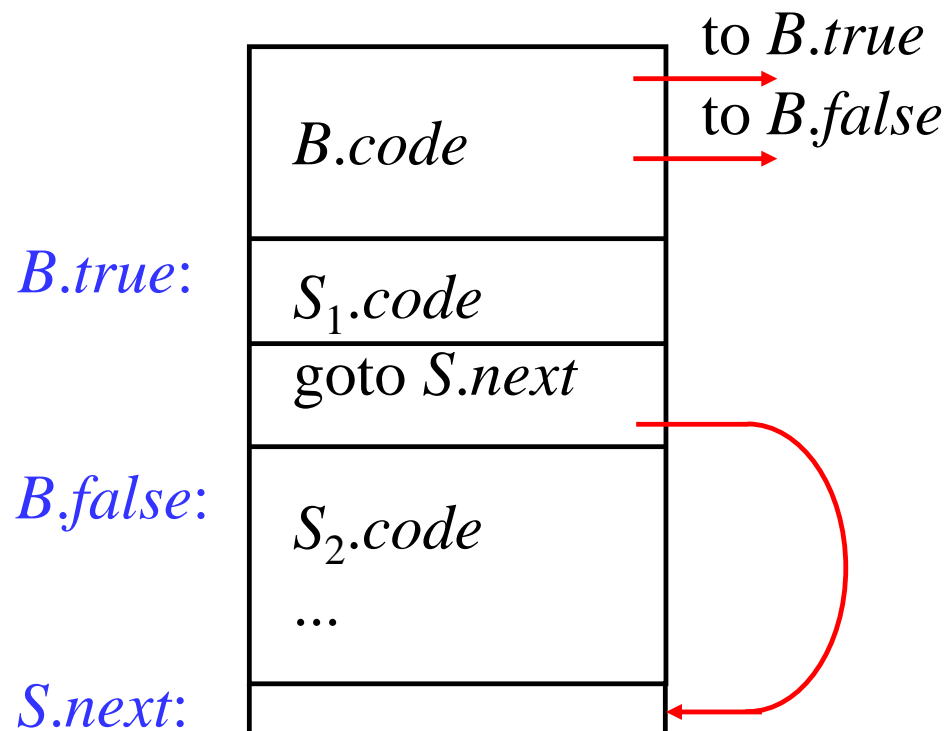 to B.true
to B.false
B.code
B.true:
S₁.code
goto S.next
B.false:
S₂.code
...
S.next: